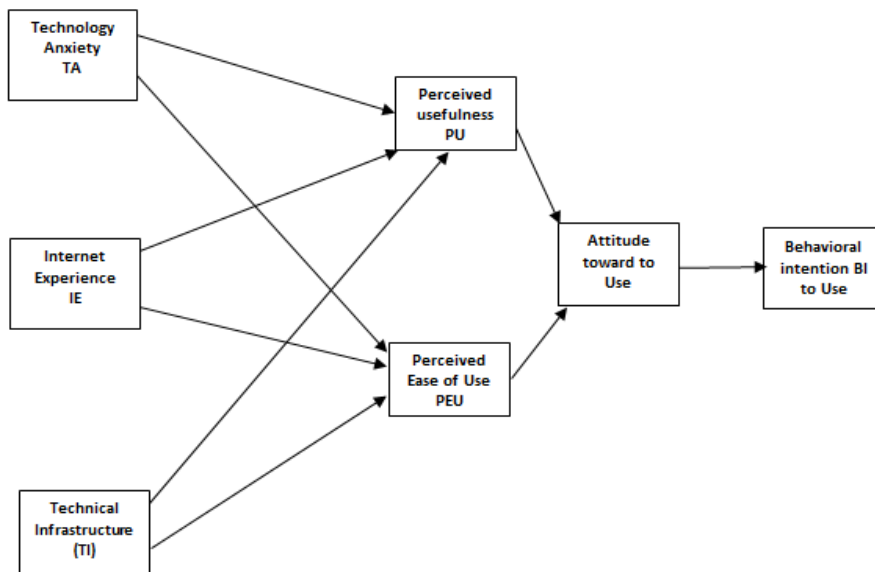 Technology
Anxiety
TA
Perceived
usefulness
PU
Internet
Experience
IE
Attitude
toward to
Use
Behavioral
intention BI
to Use
Perceived
Ease of Use
PEU
Technical
Infrastructure
(TI)